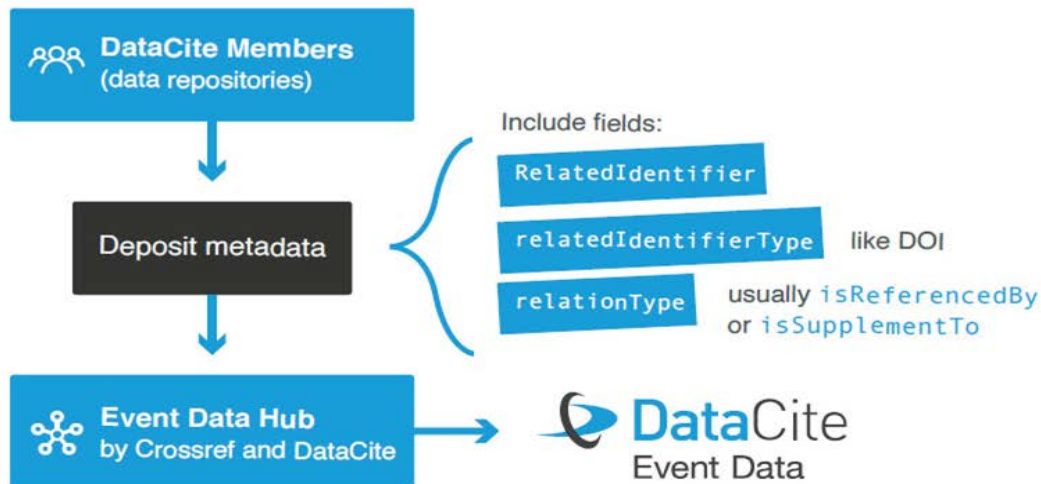 DataCite Members
(data repositories)
Include fields:
RelatedIdentifier
Deposit metadata
relatedIdentifierType like DOI
relationType usually isReferencedBy
or isSupplementTo
Event Data Hub
by Crossref and DataCite
DataCite
Event Data